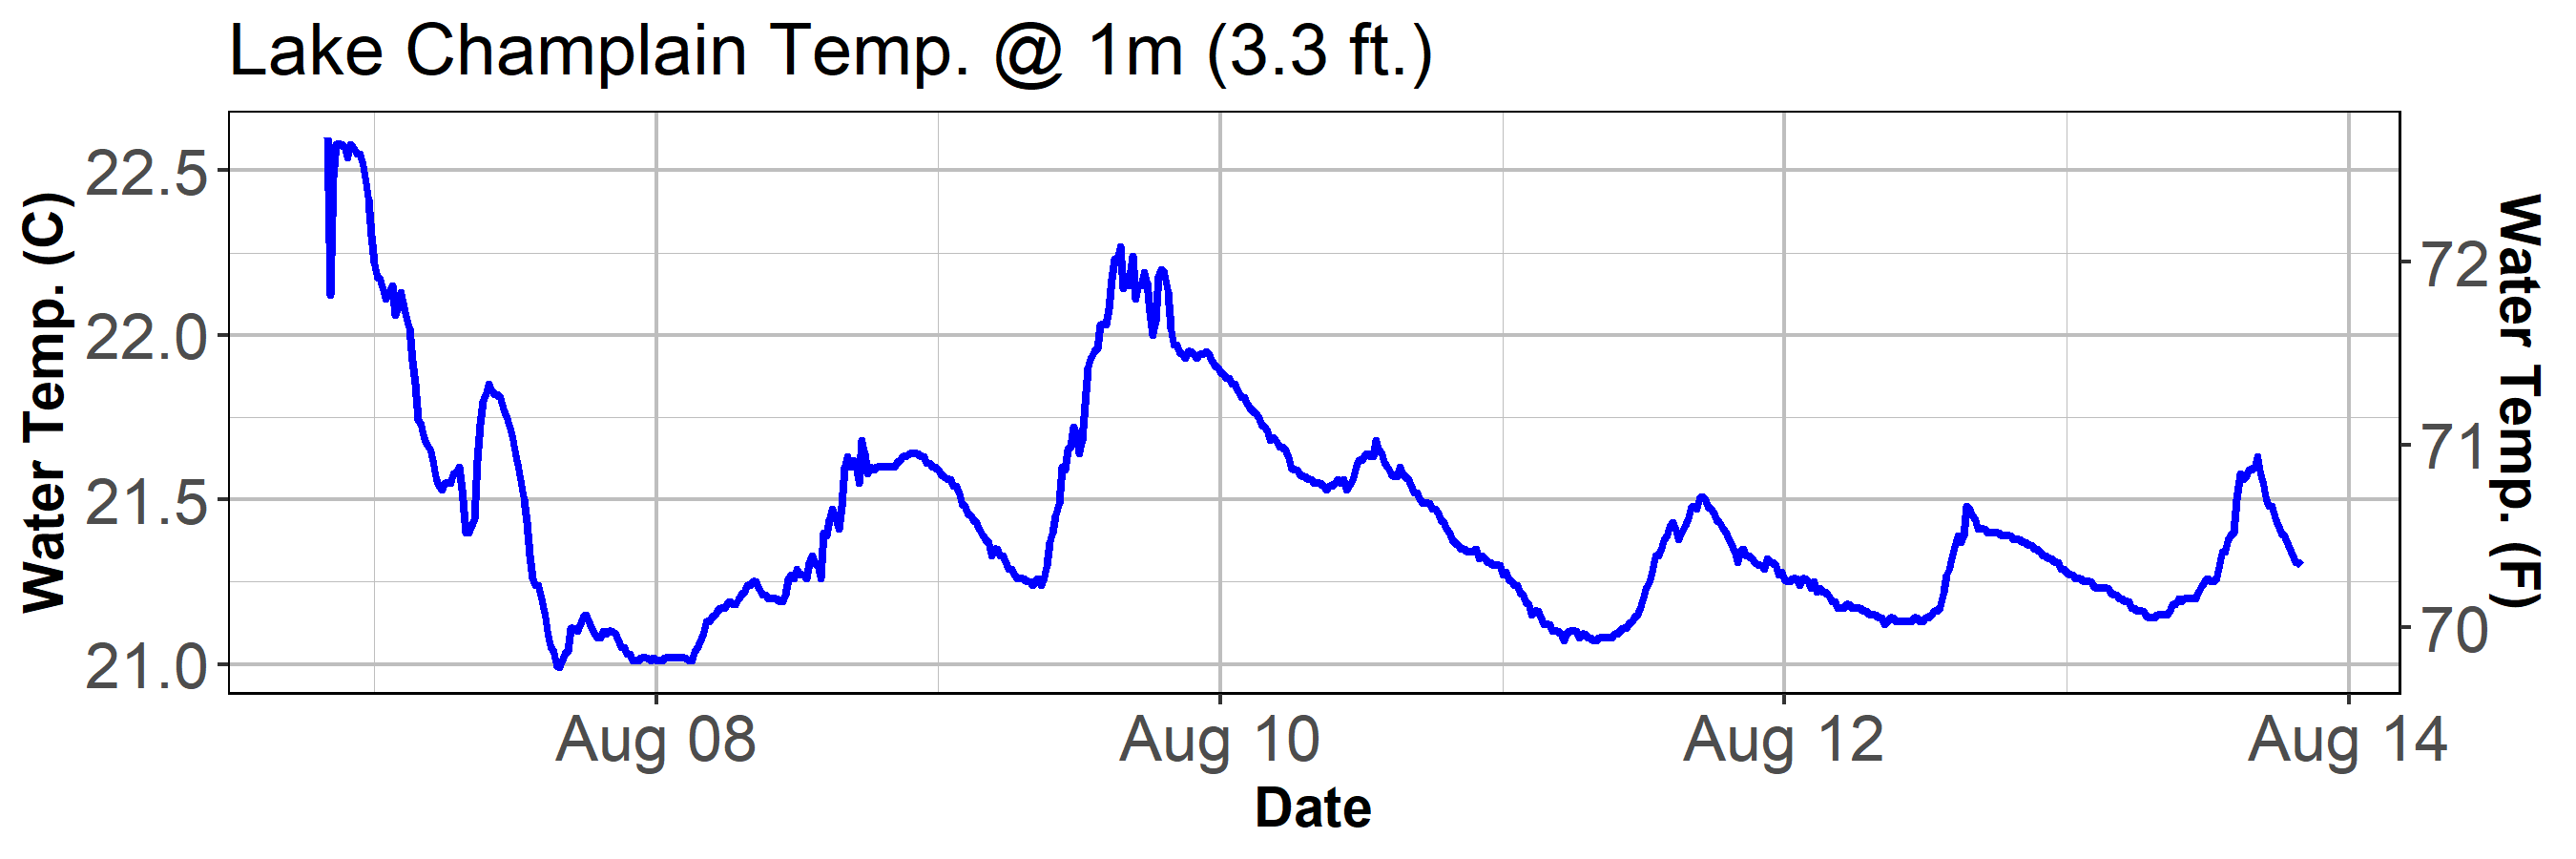 Lake Champlain Temp. @ 1m (3.3 ft.)
Water Temp. (C)
22.5
22.0
21.5
21.0
72
71
70
Water Temp. (F)
Aug 08 Aug 10 Aug 12 Aug 14
Date